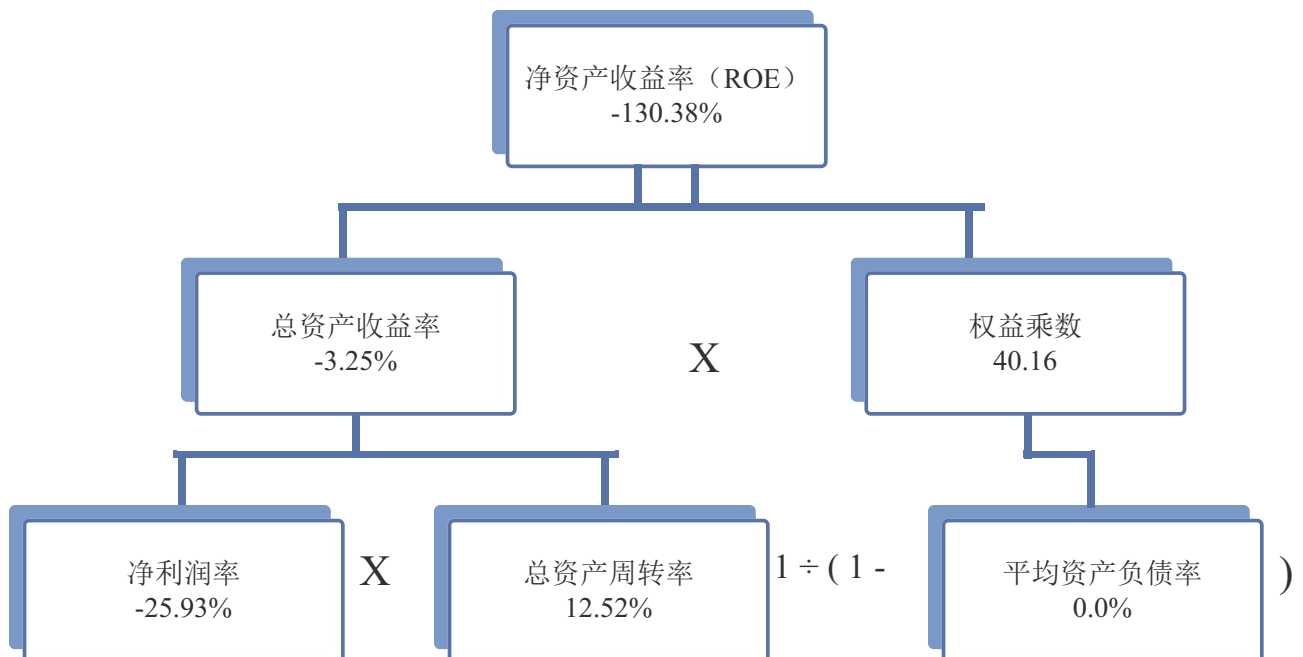 净资产收益率（ROE）
-130.38%
总资产收益率
-3.25%
X
权益乘数
40.16
净利润率
-25.93%
X
总资产周转率
12.52%
1 ÷ ( 1 -
平均资产负债率
0.0%
)